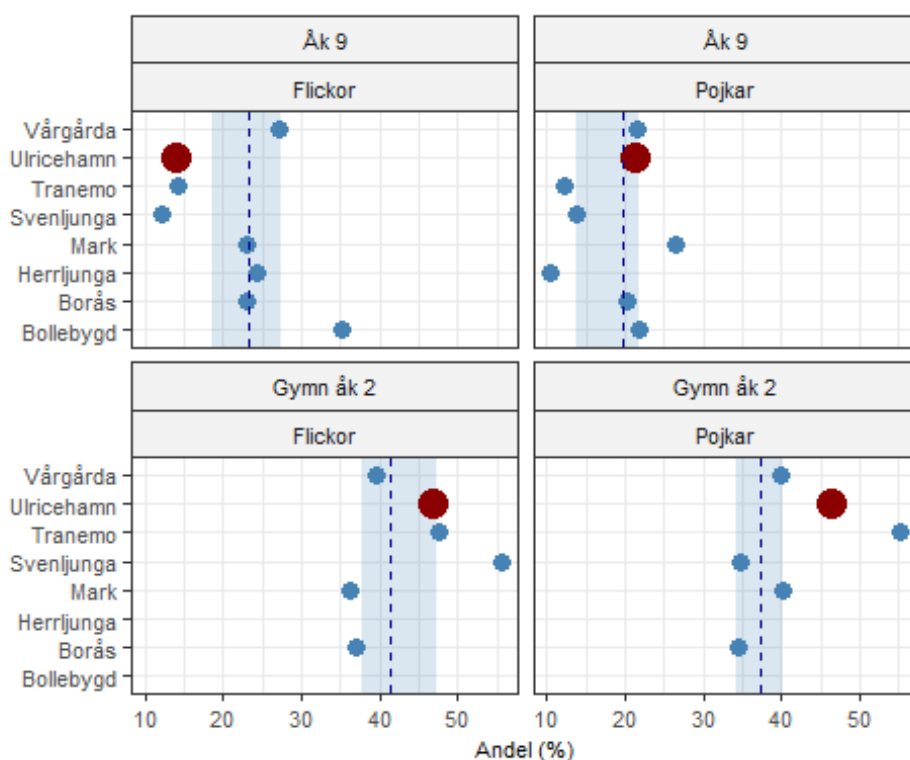 Åk 9
Åk 9
Flickor
Pojkar
Vårgårda
Ulricehamn
Tranemo
Svenljunga
Mark
Herrljunga
Borås
Bollebygd
Gymn åk 2
Gymn åk 2
Flickor
Pojkar
Vårgårda
Ulricehamn
Tranemo
Svenljunga
Mark
Herrljunga
Borås
Bollebygd
10 20 30 40 50 10 20 30 40 50
Andel (%)